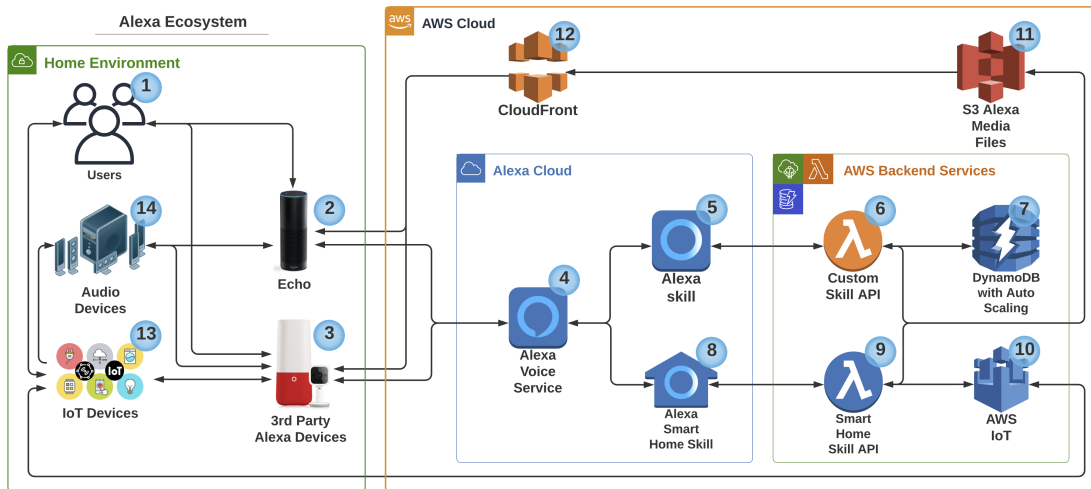 Alexa Ecosystem
aws
AWS Cloud
Home Environment
1
Users
12
CloudFront
11
S3 Alexa
Media
Files
Alexa Cloud
AWS Backend Services
14
Audio
Devices
2
Echo
5
Alexa
skill
6
Custom
Skill API
7
DynamoDB
with Auto
Scaling
4
Alexa
Voice
Service
13
IoT
IoT Devices
3
3rd Party
Alexa Devices
8
Alexa
Smart
Home Skill
9
Smart
Home
Skill API
10
AWS
IoT